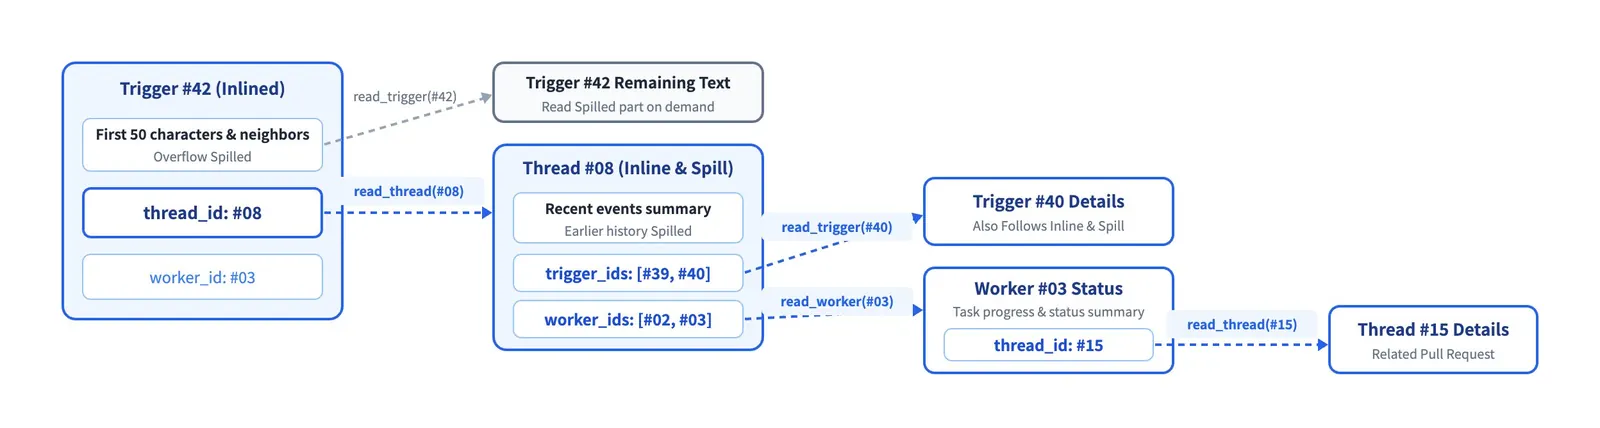 Trigger #42 (Inlined)
First 50 characters & neighbors
Overflow Spilled
thread_id: #08
worker_id: #03
read_trigger(#42)
read_thread(#08)
Trigger #42 Remaining Text
Read Spilled part on demand
Thread #08 (Inline & Spill)
Recent events summary
Earlier history Spilled
trigger_ids: [#39, #40]
worker_ids: [#02, #03]
read_trigger(#40)
read_worker(#03)
Trigger #40 Details
Also Follows Inline & Spill
Worker #03 Status
Task progress & status summary
thread_id: #15
read_thread(#15)
Thread #15 Details
Related Pull Request